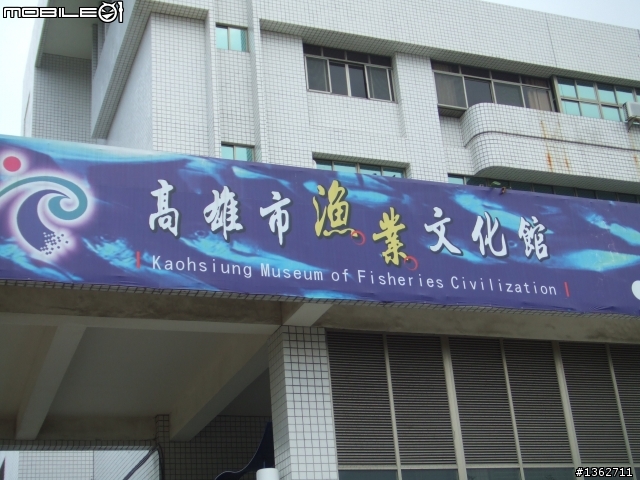 MOBILE01
高雄市漁業文化館
Kaohsiung Museum of Fisheries Civilization
#1362711